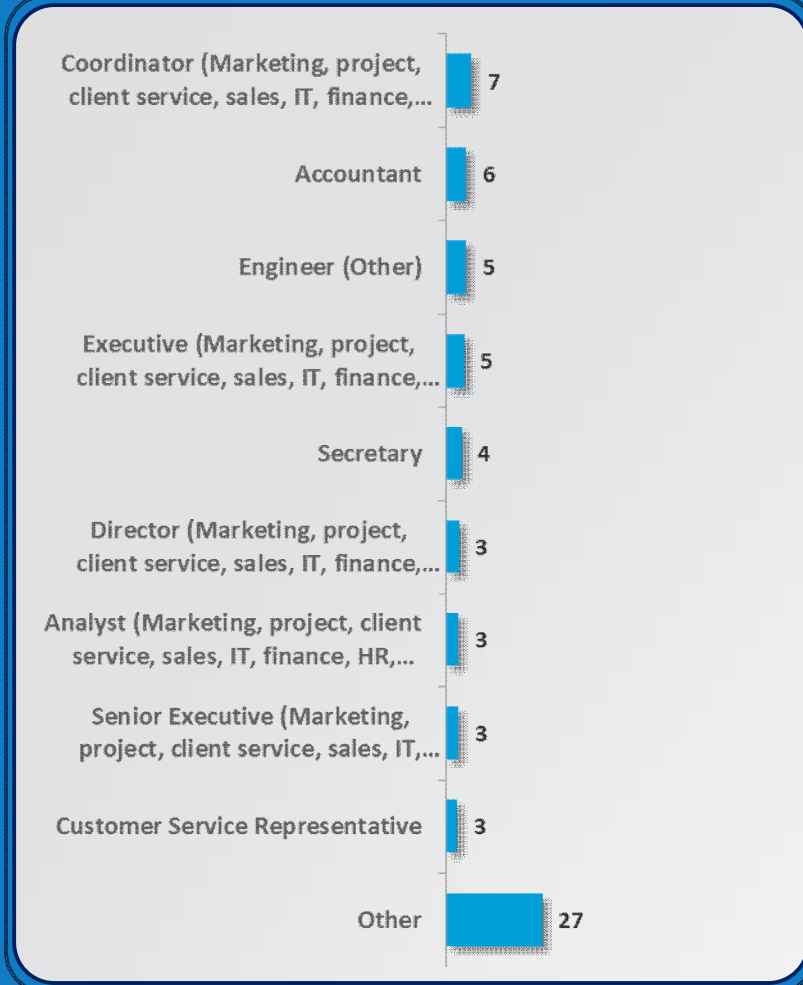 Coordinator (Marketing, project,
client service, sales, IT, finance,...
7
Accountant
6
Engineer (Other)
5
Executive (Marketing, project,
client service, sales, IT, finance,...
5
Secretary
4
Director (Marketing, project,
client service, sales, IT, finance,...
3
Analyst (Marketing, project, client
service, sales, IT, finance, HR,...
3
Senior Executive (Marketing,
project, client service, sales, IT,...
3
Customer Service Representative
3
Other
27